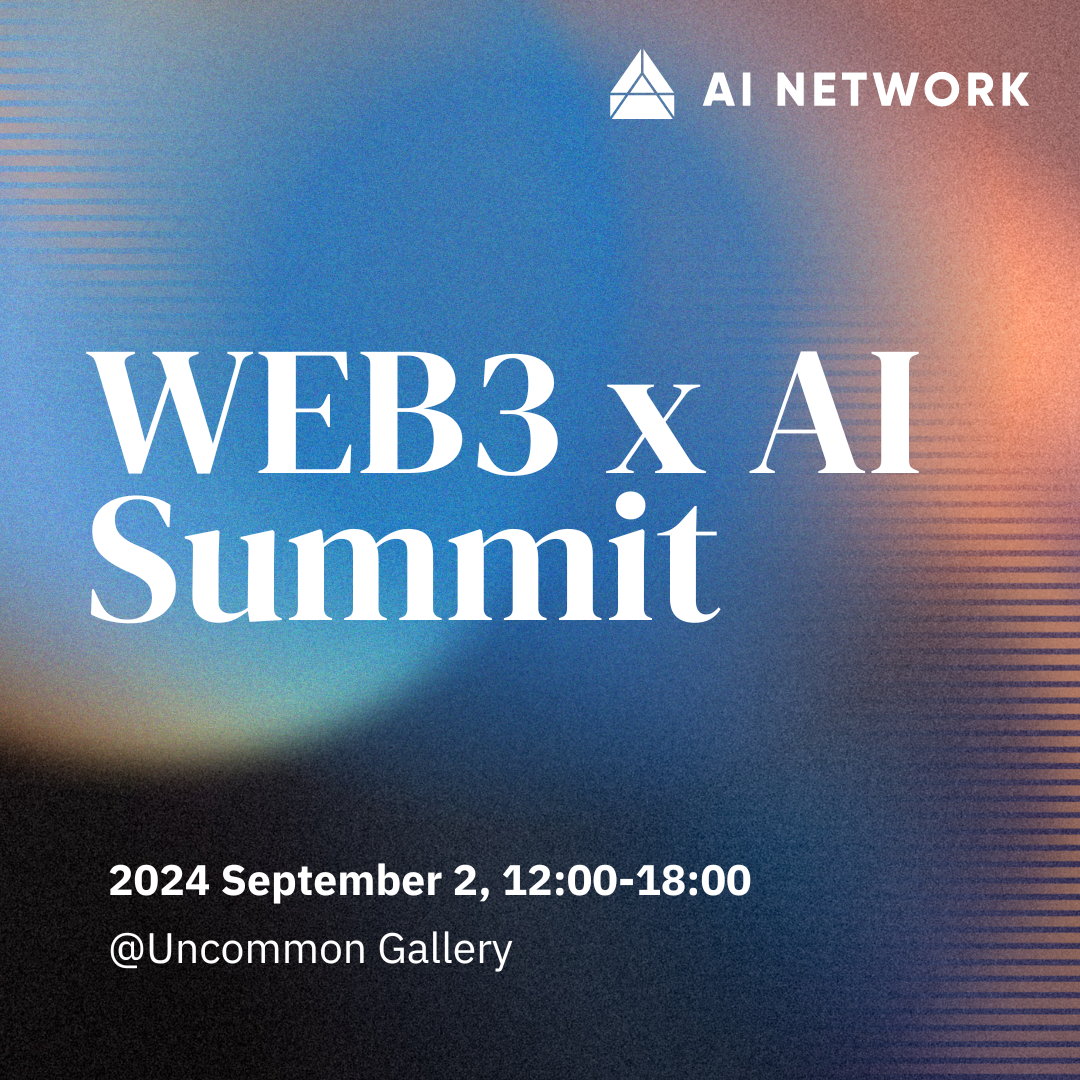 AI NETWORK
WEB3 x AI
Summit
2024 September 2, 12:00-18:00
@Uncommon Gallery